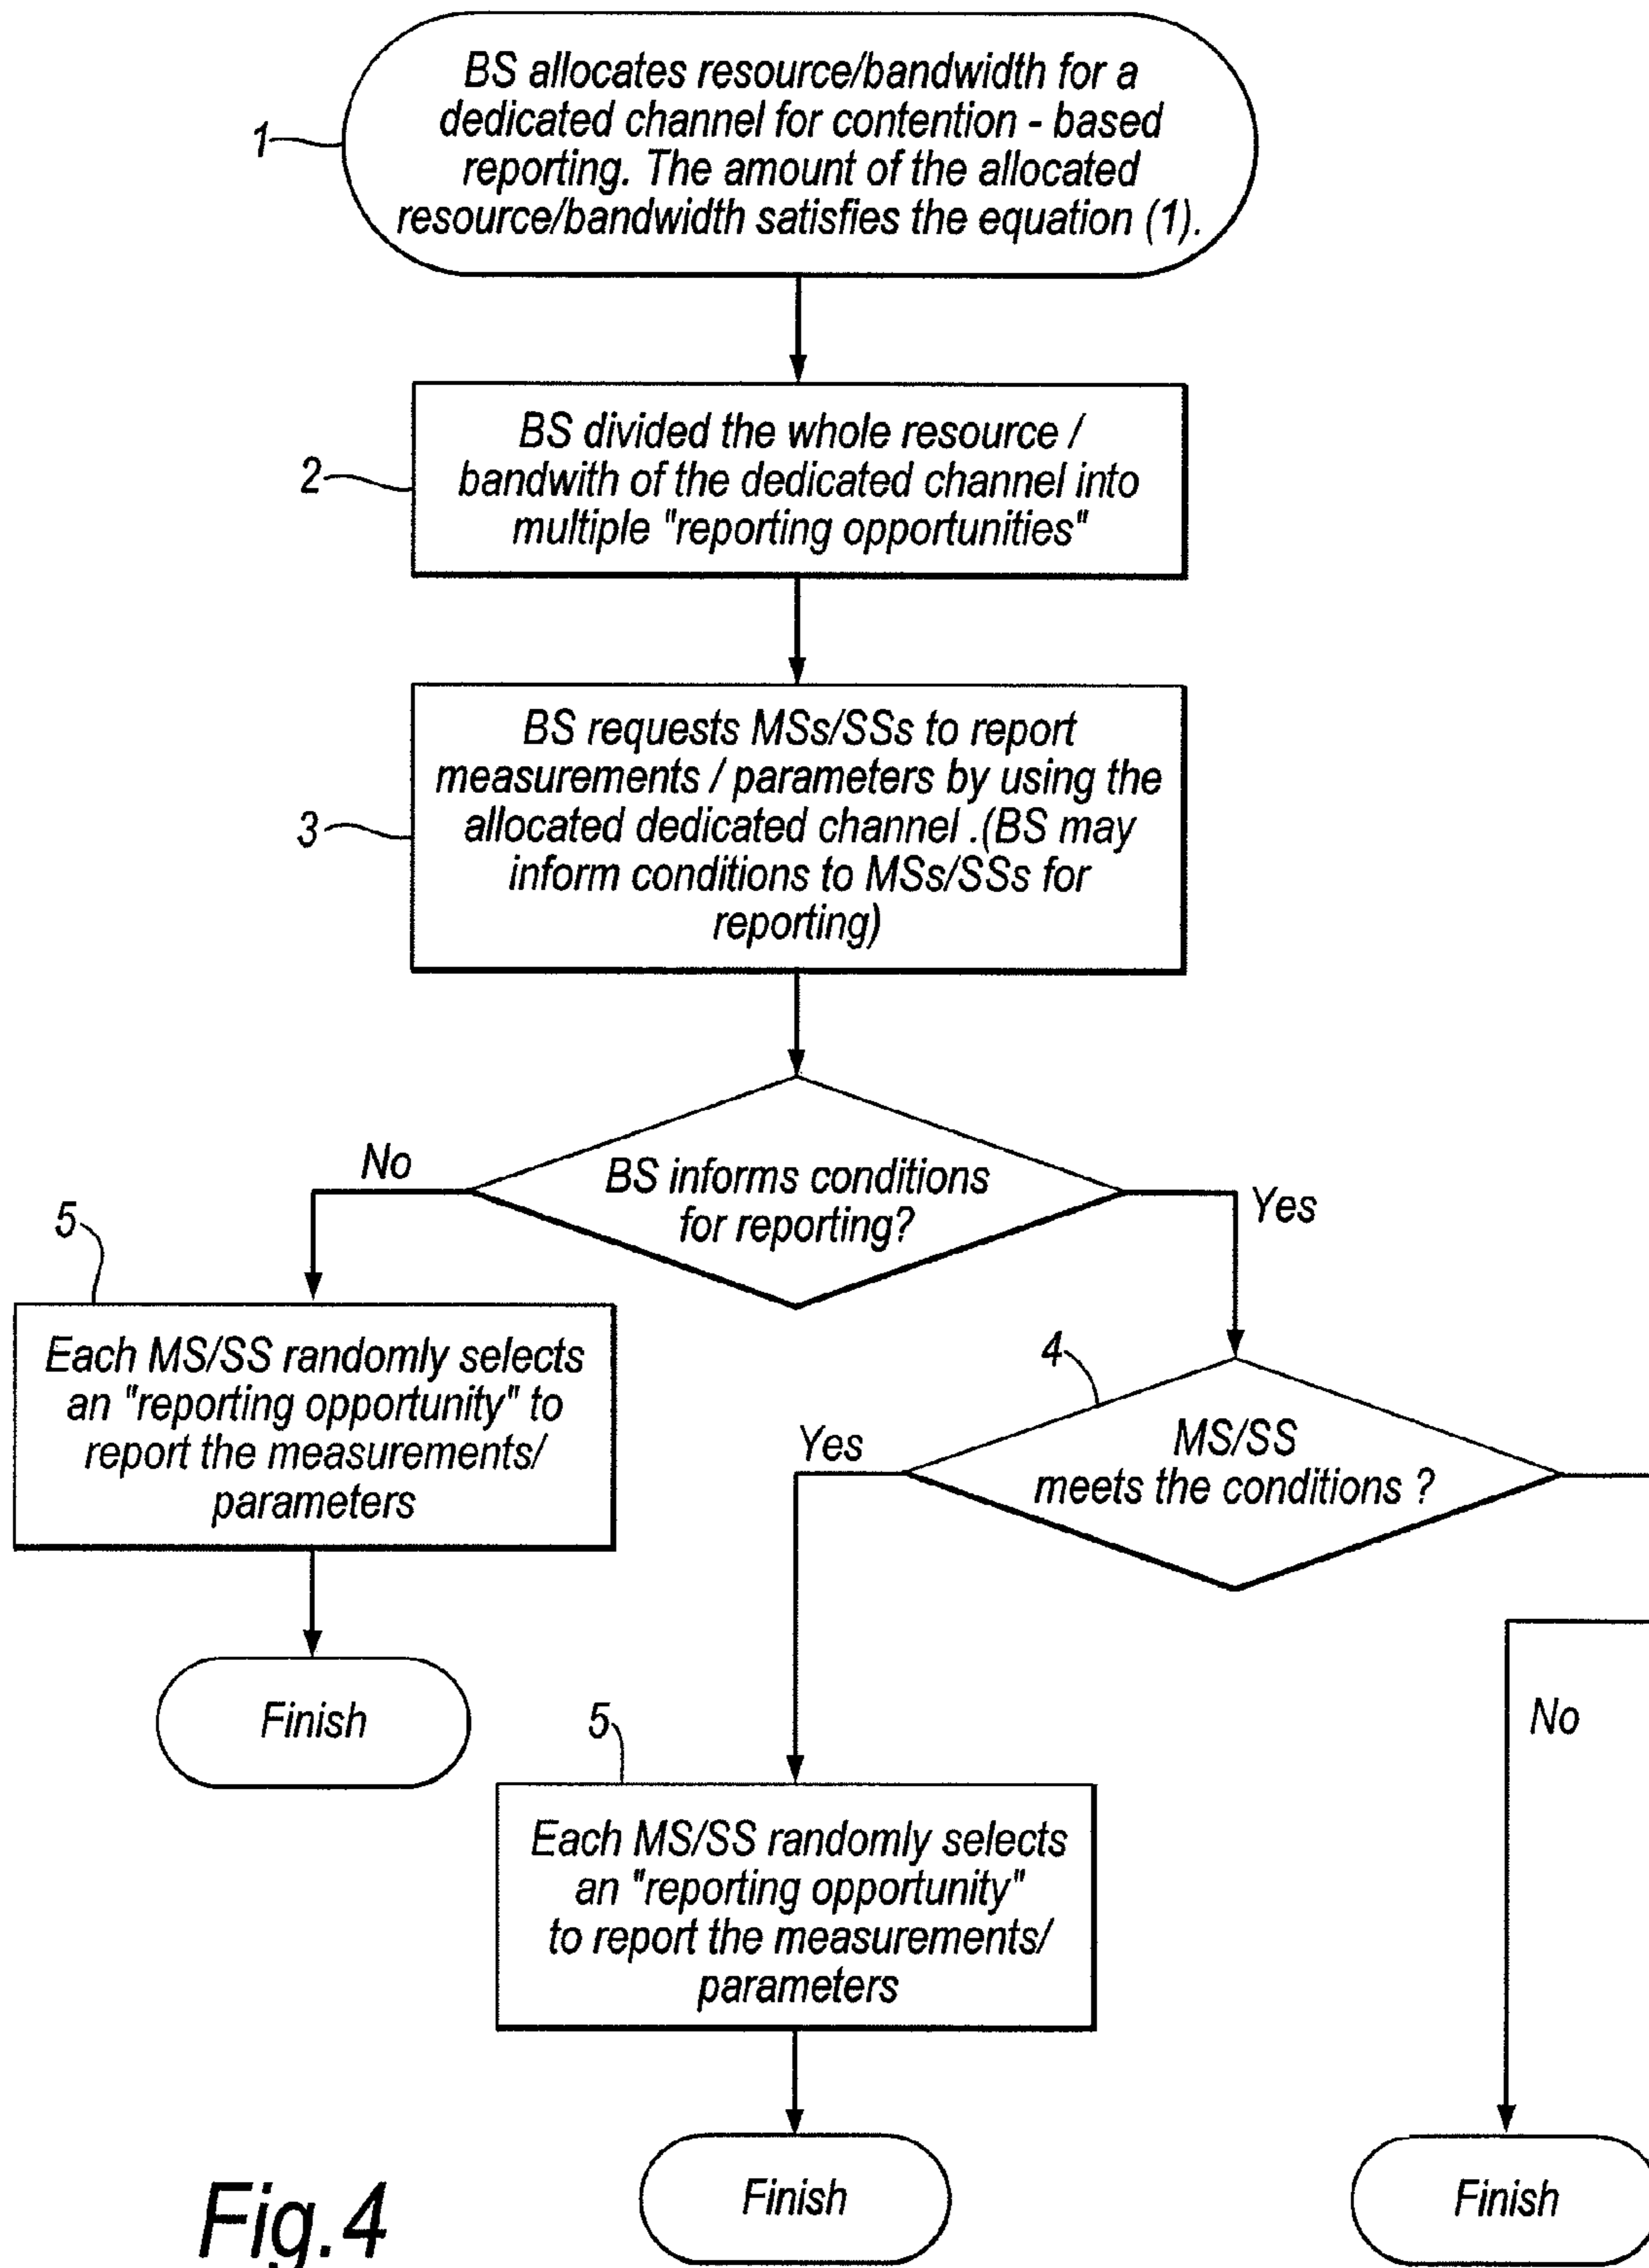 BS allocates resource/bandwidth for a
dedicated channel for contention - based
reporting. The amount of the allocated
resource/bandwidth satisfies the equation (1).
1
BS divided the whole resource /
bandwith of the dedicated channel into
multiple "reporting opportunities"
2
BS requests MSs/SSs to report
measurements / parameters by using the
allocated dedicated channel .(BS may
inform conditions to MSs/SSs for
reporting)
3
BS informs conditions
for reporting?
No
Yes
5
Each MS/SS randomly selects
an "reporting opportunity" to
report the measurements/
parameters
Finish
4
MS/SS
meets the conditions ?
Yes
No
5
Each MS/SS randomly selects
an "reporting opportunity"
to report the measurements/
parameters
Finish
Finish
Fig.4